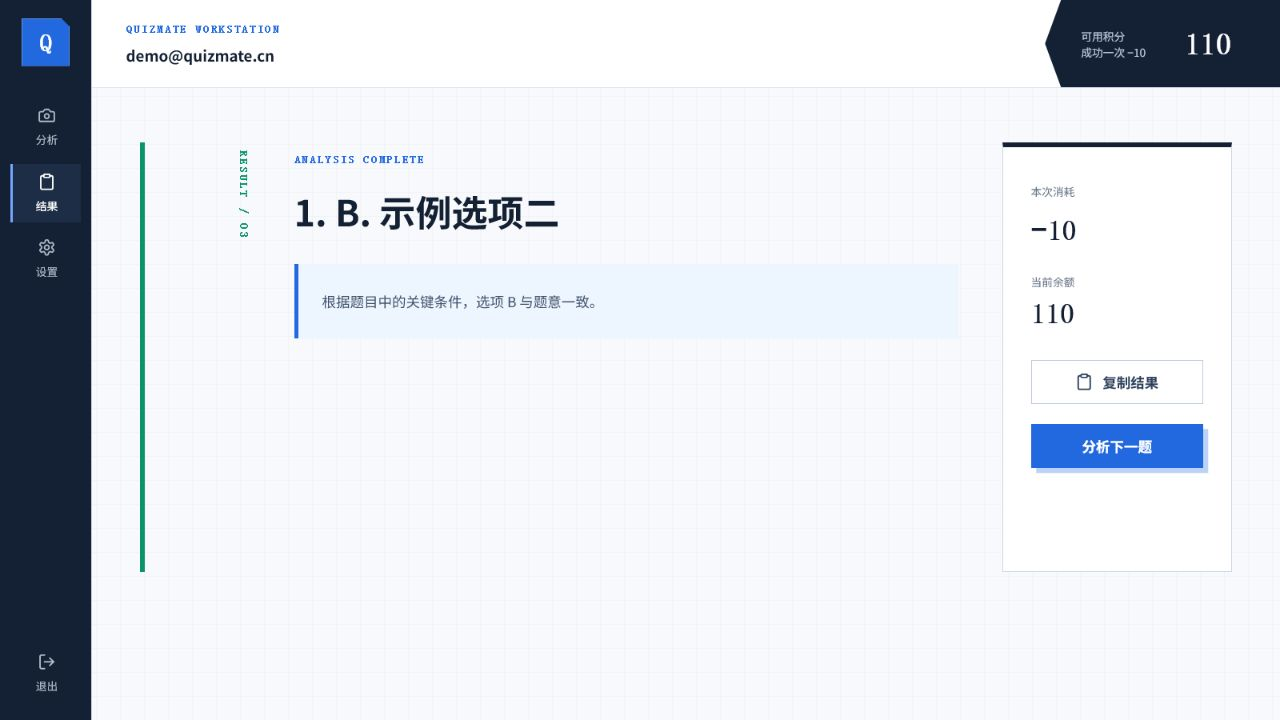 Q
分析
结果
设置
退出
QUIZMATE WORKSTATION
demo@quizmate.cn
可用积分
成功一次 −10
110
RESULT / 03
ANALYSIS COMPLETE
1. B. 示例选项二
根据题目中的关键条件，选项 B 与题意一致。
本次消耗
−10
当前余额
110
复制结果
分析下一题